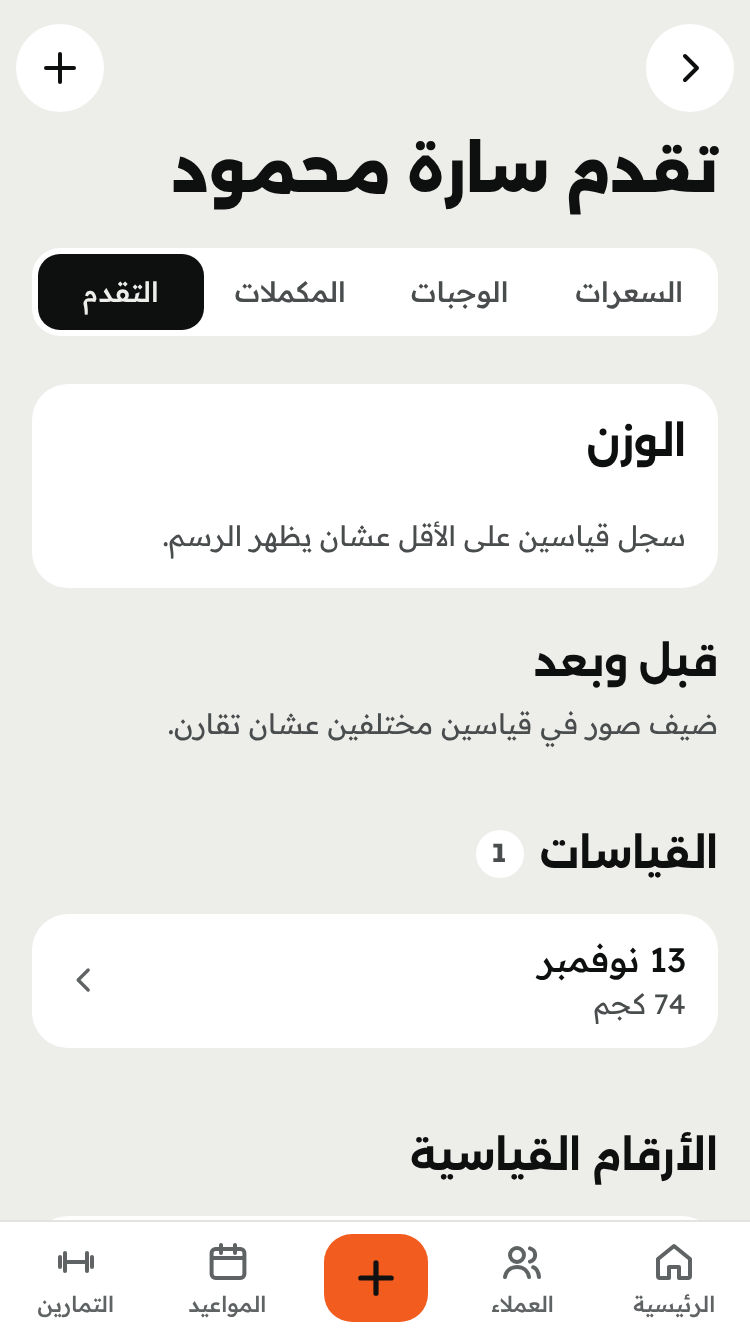 تقدم سارة محمود
السعرات الوجبات المكملات التقدم
الوزن
سجل قياسين على الأقل عشان يظهر الرسم.
قبل وبعد
ضيف صور في قياسين مختلفين عشان تقارن.
القياسات 1
13 نوفمبر
74 كجم
الأرقام القياسية
الرئيسية العملاء المواعيد التمارين